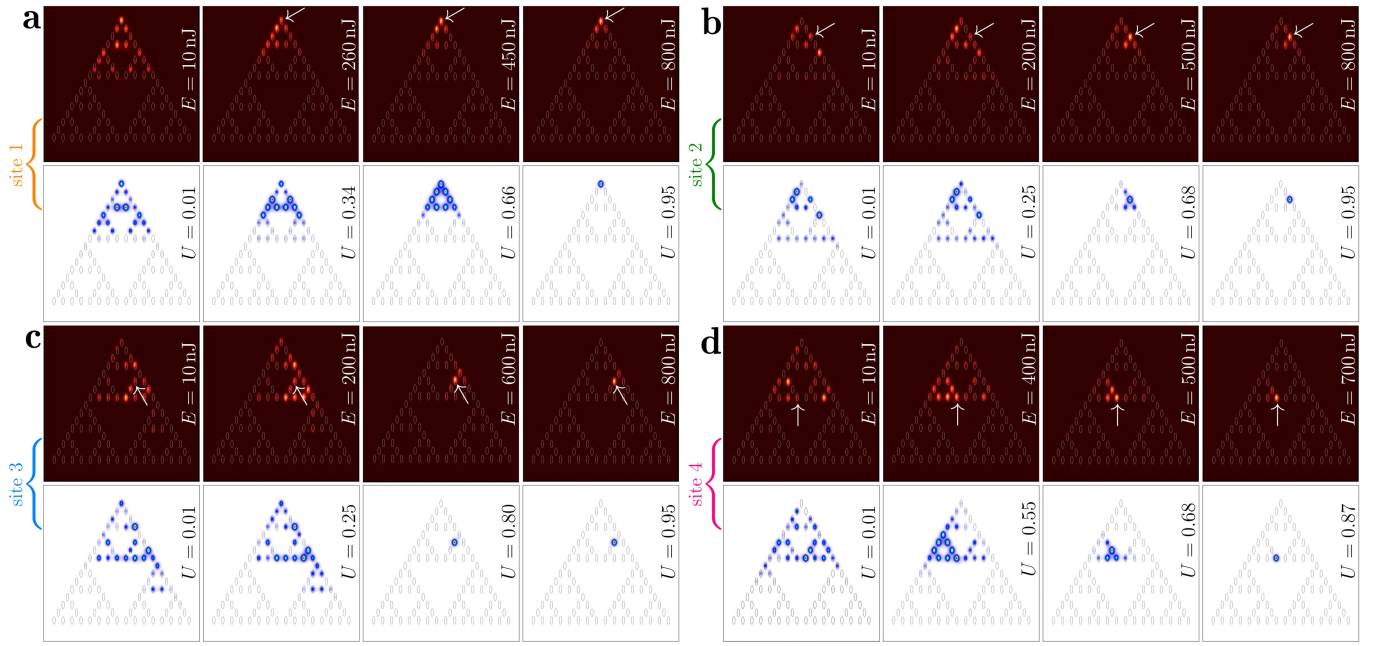 a
site 1
E = 10 nJ
E = 260 nJ
E = 450 nJ
E = 800 nJ
U = 0.01
U = 0.34
U = 0.66
U = 0.95
b
site 2
E = 10 nJ
E = 200 nJ
E = 500 nJ
E = 800 nJ
U = 0.01
U = 0.25
U = 0.68
U = 0.95
c
site 3
E = 10 nJ
E = 200 nJ
E = 600 nJ
E = 800 nJ
U = 0.01
U = 0.25
U = 0.80
U = 0.95
d
site 4
E = 10 nJ
E = 400 nJ
E = 500 nJ
E = 700 nJ
U = 0.01
U = 0.55
U = 0.68
U = 0.87